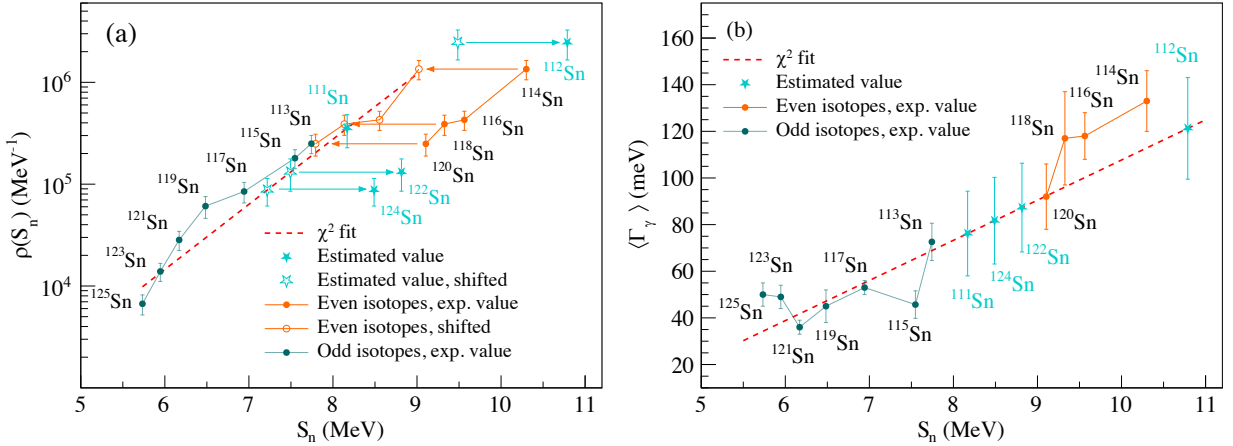 (a)
ρ(Sₙ) (MeV⁻¹)
10⁶
10⁵
10⁴
¹¹²Sn
¹¹¹Sn
¹¹⁴Sn
¹¹³Sn
¹¹⁶Sn
¹¹⁵Sn
¹¹⁸Sn
¹¹⁷Sn
¹²⁰Sn
¹¹⁹Sn
¹²²Sn
¹²⁴Sn
¹²¹Sn
¹²³Sn
¹²⁵Sn
χ² fit
Estimated value
Estimated value, shifted
Even isotopes, exp. value
Even isotopes, shifted
Odd isotopes, exp. value
5 6 7 8 9 10 11
Sₙ (MeV)
(b)
⟨Γᵧ⟩ (meV)
160
140
120
100
80
60
40
20
χ² fit
Estimated value
Even isotopes, exp. value
Odd isotopes, exp. value
¹¹²Sn
¹¹⁴Sn
¹¹⁶Sn
¹¹⁸Sn
¹²⁰Sn
¹¹³Sn
¹²²Sn
¹²⁴Sn
¹¹¹Sn
¹²³Sn
¹¹⁷Sn
¹²⁵Sn
¹²¹Sn
¹¹⁹Sn
¹¹⁵Sn
5 6 7 8 9 10 11
Sₙ (MeV)